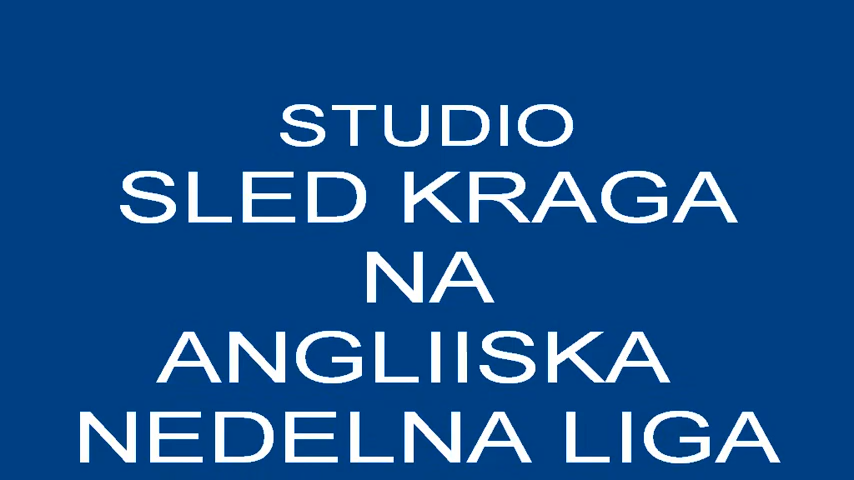 STUDIO
SLED KRAGA
NA
ANGLIISKA
NEDELNA LIGA